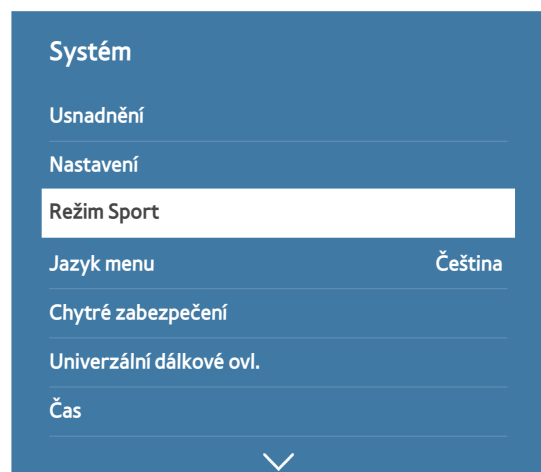 Systém
Usnadnění
Nastavení
Režim Sport
Jazyk menu Čeština
Chytré zabezpečení
Univerzální dálkové ovl.
Čas